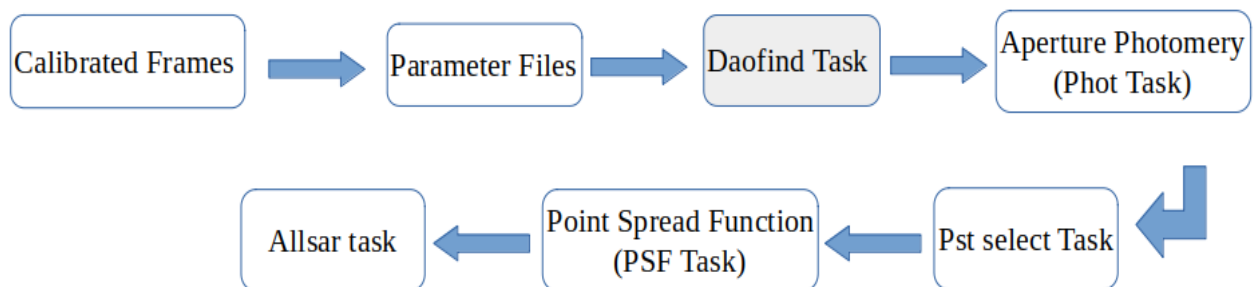 Calibrated Frames
Parameter Files
Daofind Task
Aperture Photomery
(Phot Task)
Pst select Task
Point Spread Function
(PSF Task)
Allsar task